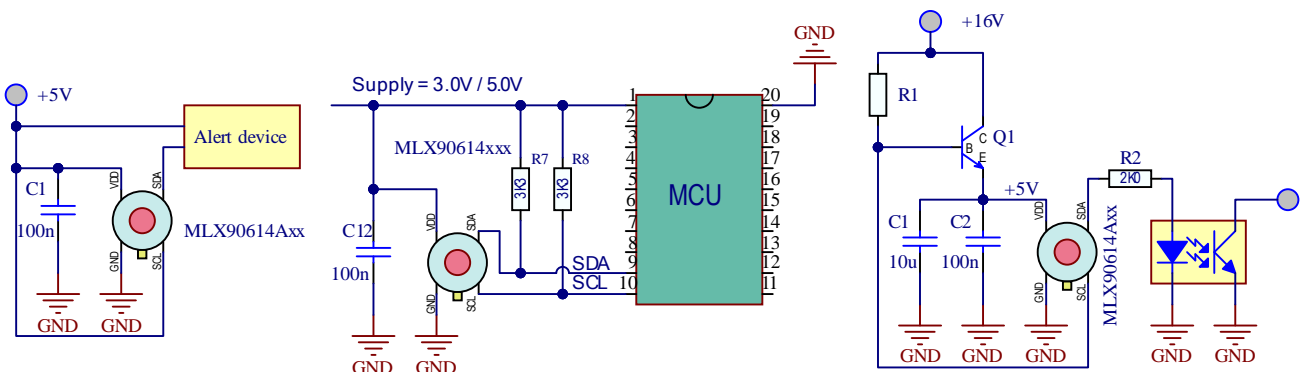 +5V
Alert device
C1
100n
VDD
SDA
GND
SCL
MLX90614Axx
GND
GND
Supply = 3.0V / 5.0V
MLX90614xxx
R7
3K3
R8
3K3
C12
100n
VDD
SDA
GND
SCL
SDA
SCL
GND
GND
1
2
3
4
5
6
7
8
9
10
MCU
20
19
18
17
16
15
14
13
12
11
GND
+16V
R1
Q1
C
B
E
R2
2K0
+5V
C1
10u
C2
100n
VDD
SDA
GND
SCL
MLX90614Axx
GND
GND
GND
GND
GND